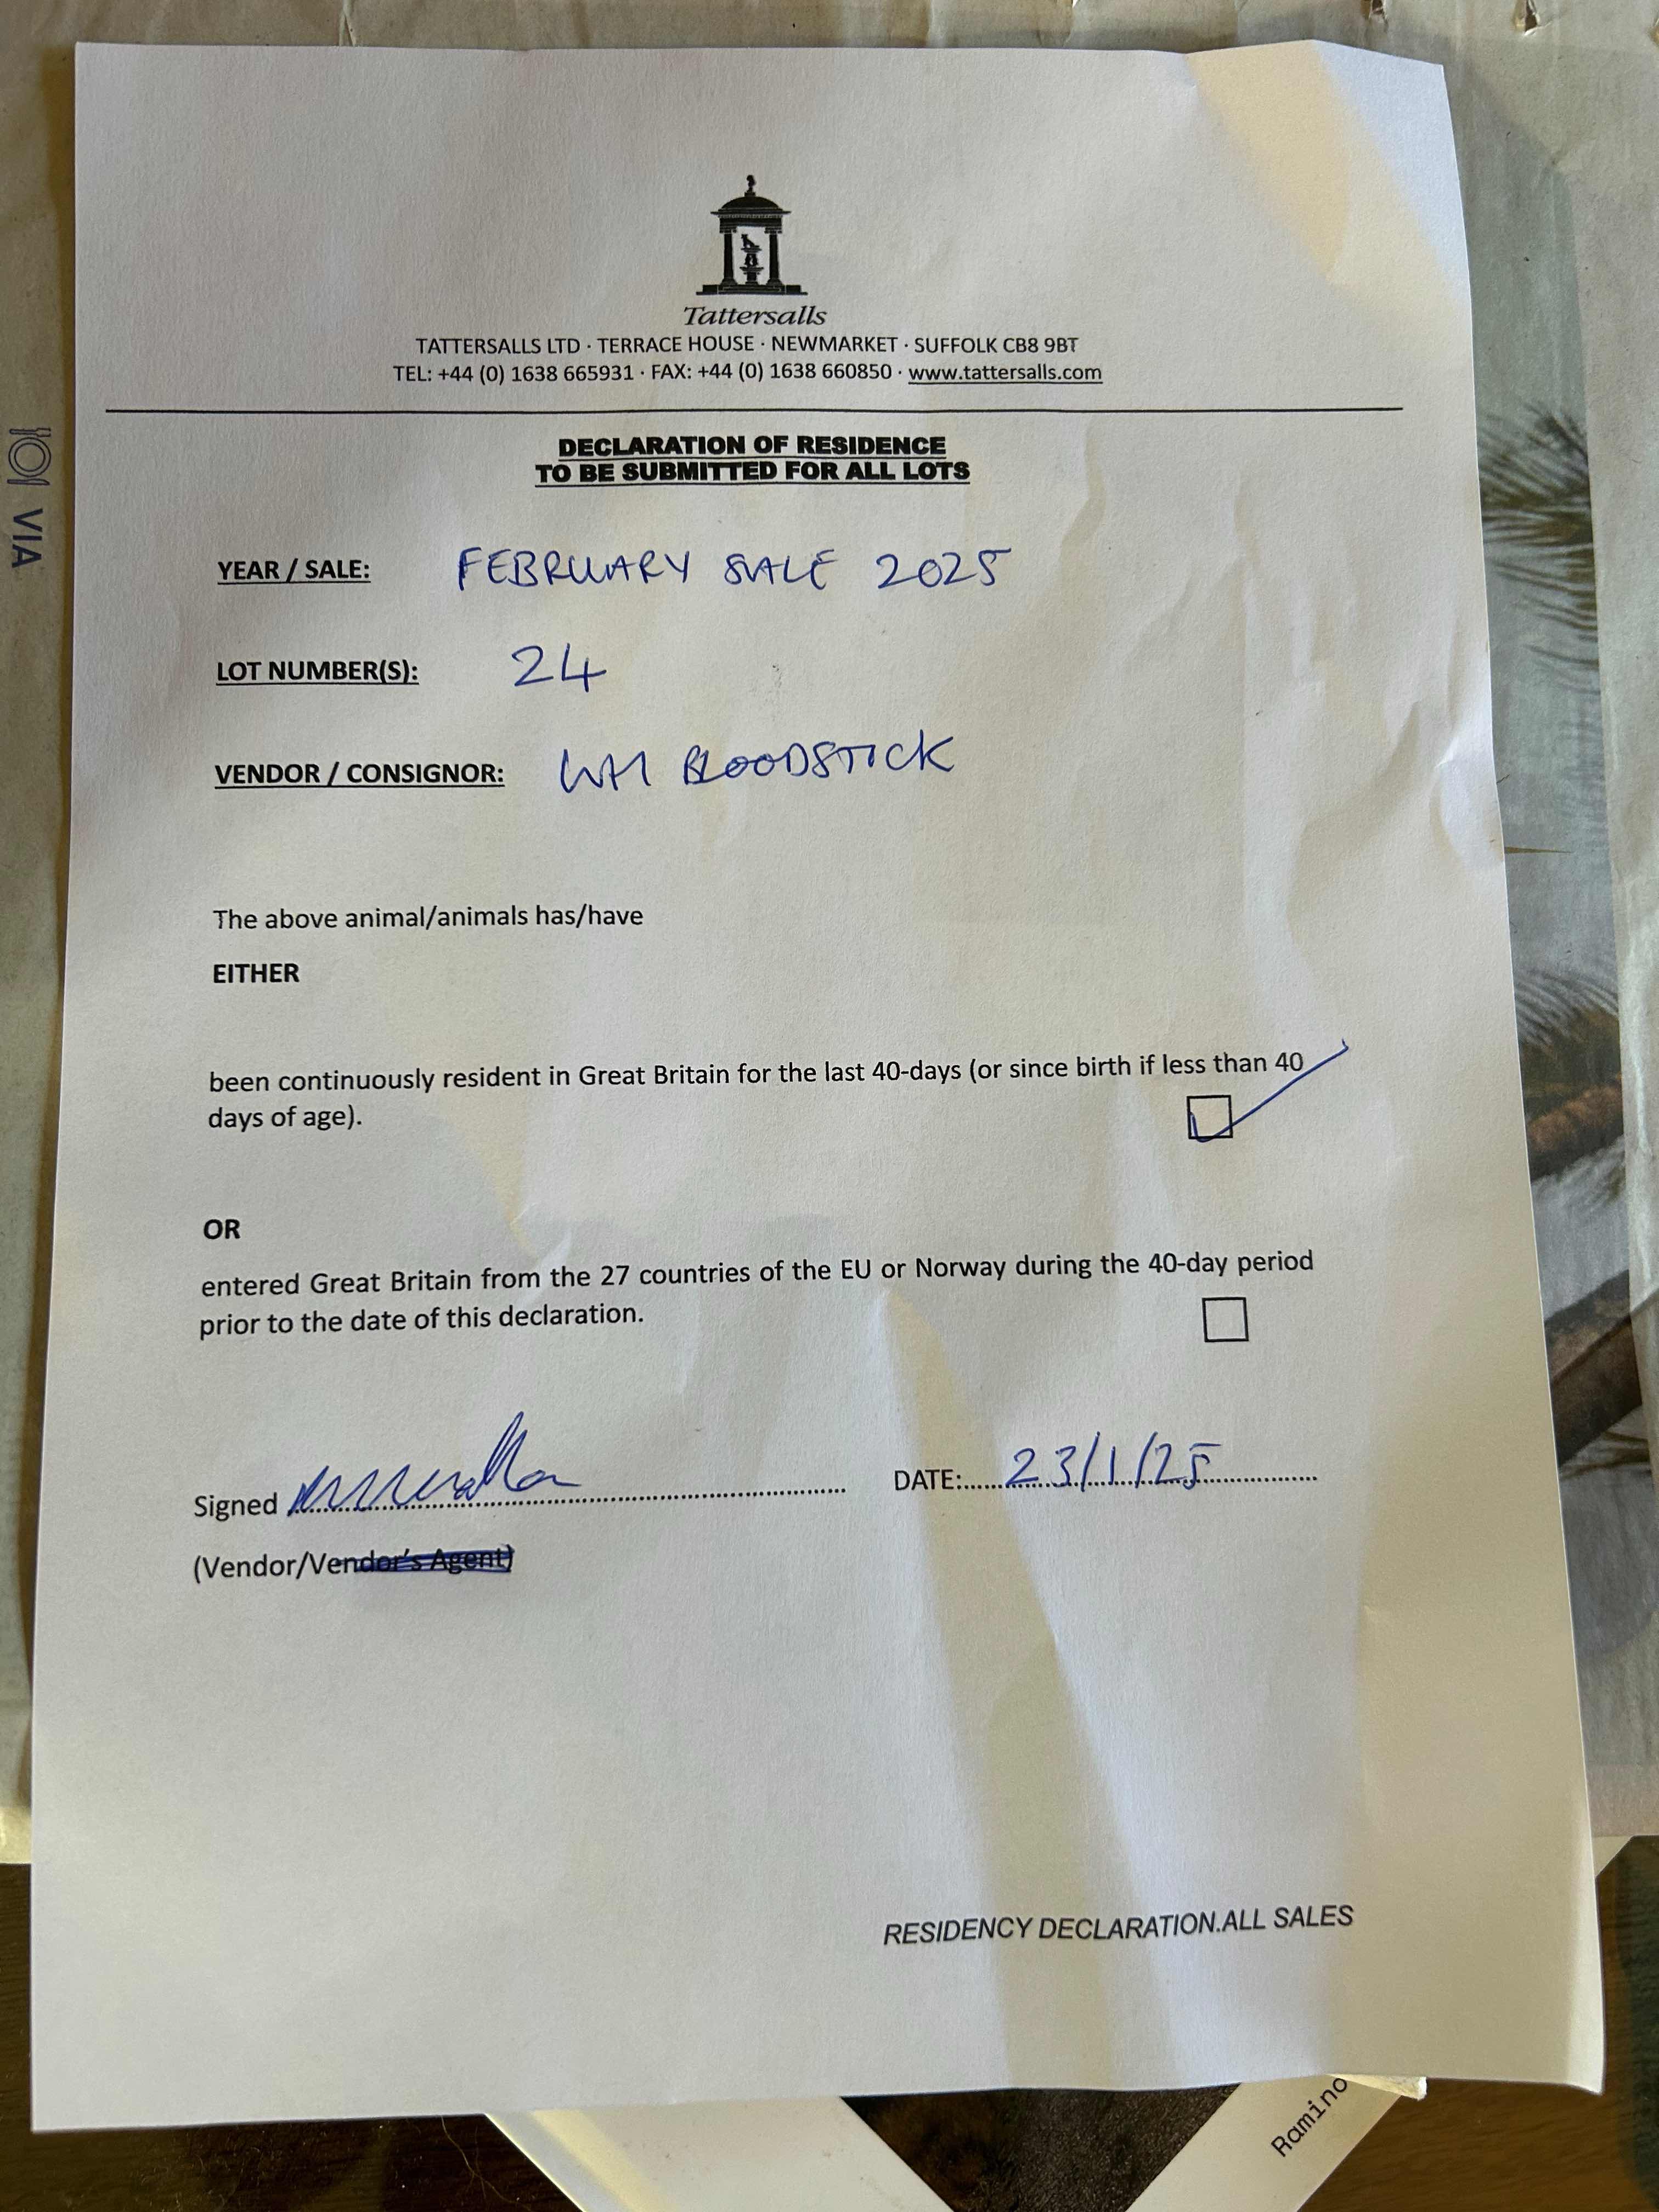 Tattersalls
TATTERSALLS LTD · TERRACE HOUSE · NEWMARKET · SUFFOLK CB8 9BT
TEL: +44 (0) 1638 665931 · FAX: +44 (0) 1638 660850 · www.tattersalls.com
DECLARATION OF RESIDENCE
TO BE SUBMITTED FOR ALL LOTS
YEAR / SALE: FEBRUARY SALE 2025
LOT NUMBER(S): 24
VENDOR / CONSIGNOR: WH BLOODSTICK
The above animal/animals has/have
EITHER
been continuously resident in Great Britain for the last 40-days (or since birth if less than 40
days of age).
OR
entered Great Britain from the 27 countries of the EU or Norway during the 40-day period
prior to the date of this declaration.
Signed DATE: 23/1/25
(Vendor/Vendor's Agent)
RESIDENCY DECLARATION.ALL SALES
VIA
Ramino